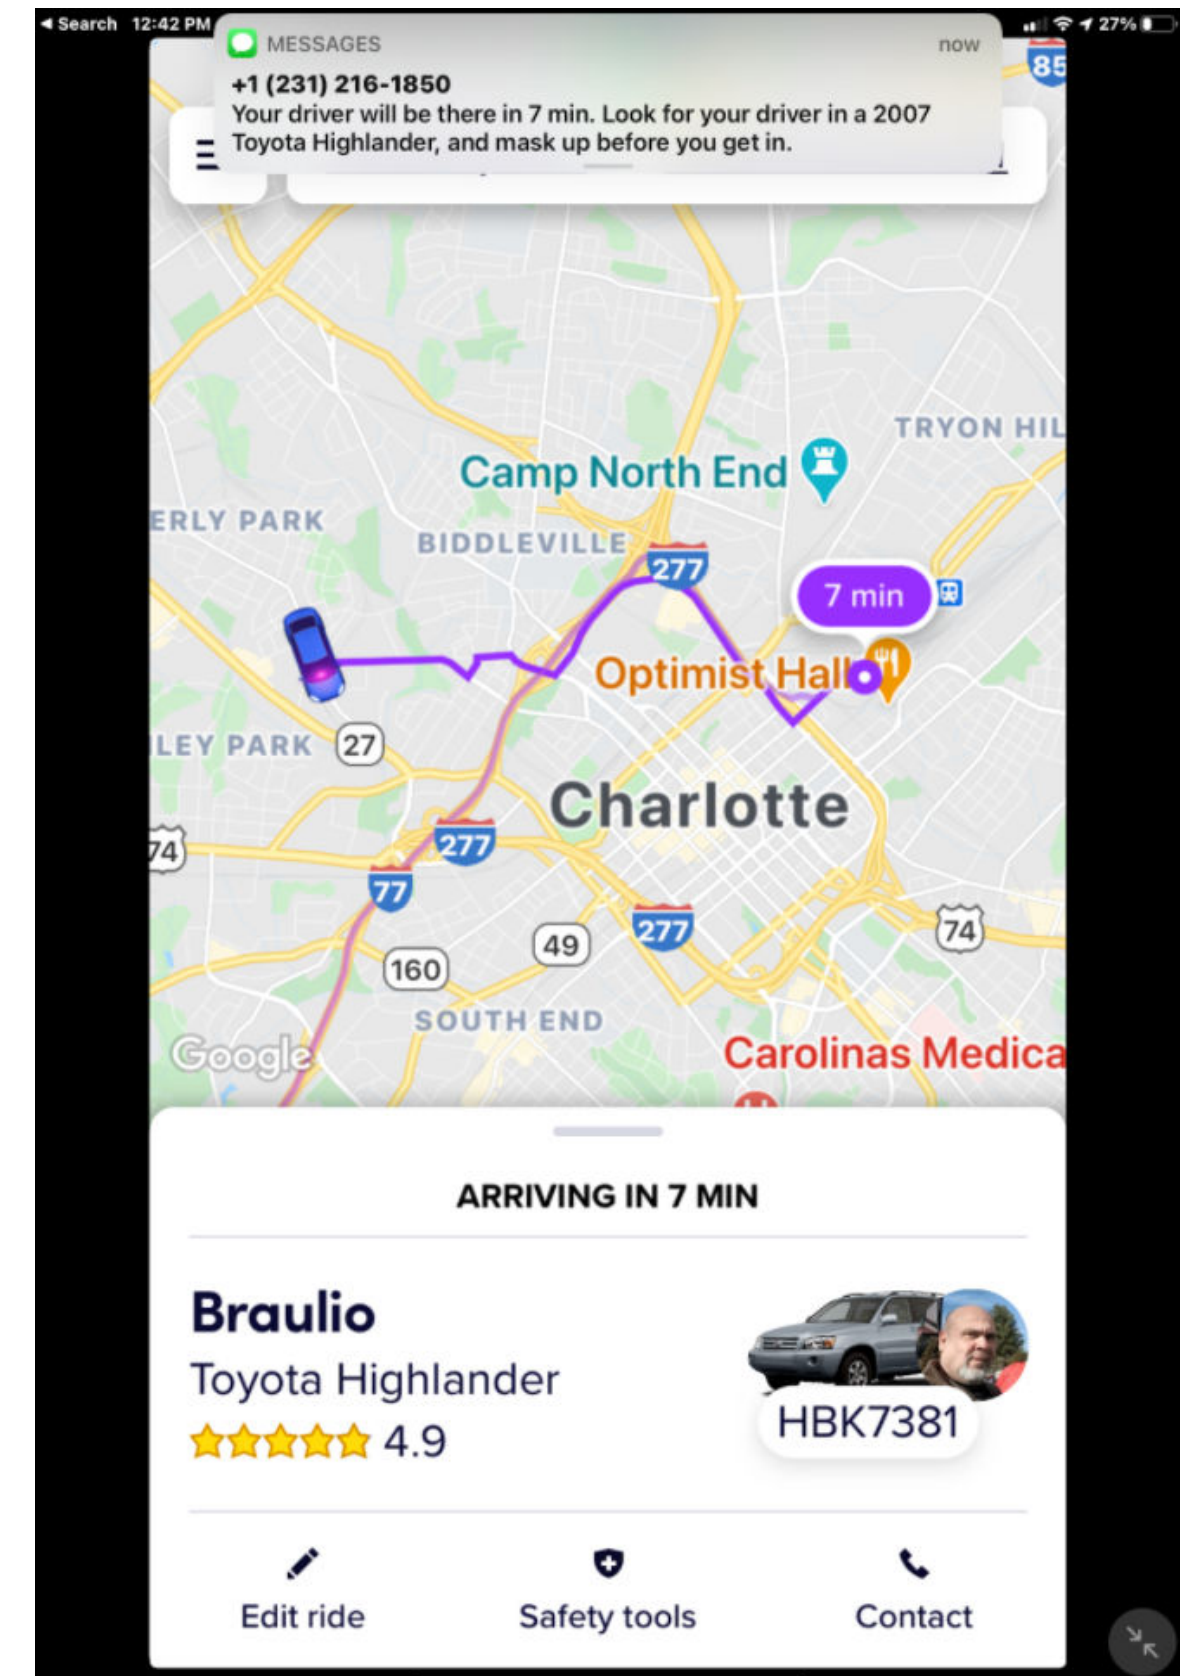 Search 12:42 PM
27%
MESSAGES
now
+1 (231) 216-1850
Your driver will be there in 7 min. Look for your driver in a 2007
Toyota Highlander, and mask up before you get in.
85
TRYON HIL
Camp North End
ERLY PARK
BIDDLEVILLE
277
7 min
Optimist Hall
LEY PARK
27
Charlotte
74
277
77
277
49
74
160
SOUTH END
Google
Carolinas Medica
ARRIVING IN 7 MIN
Braulio
Toyota Highlander
4.9
HBK7381
Edit ride
Safety tools
Contact